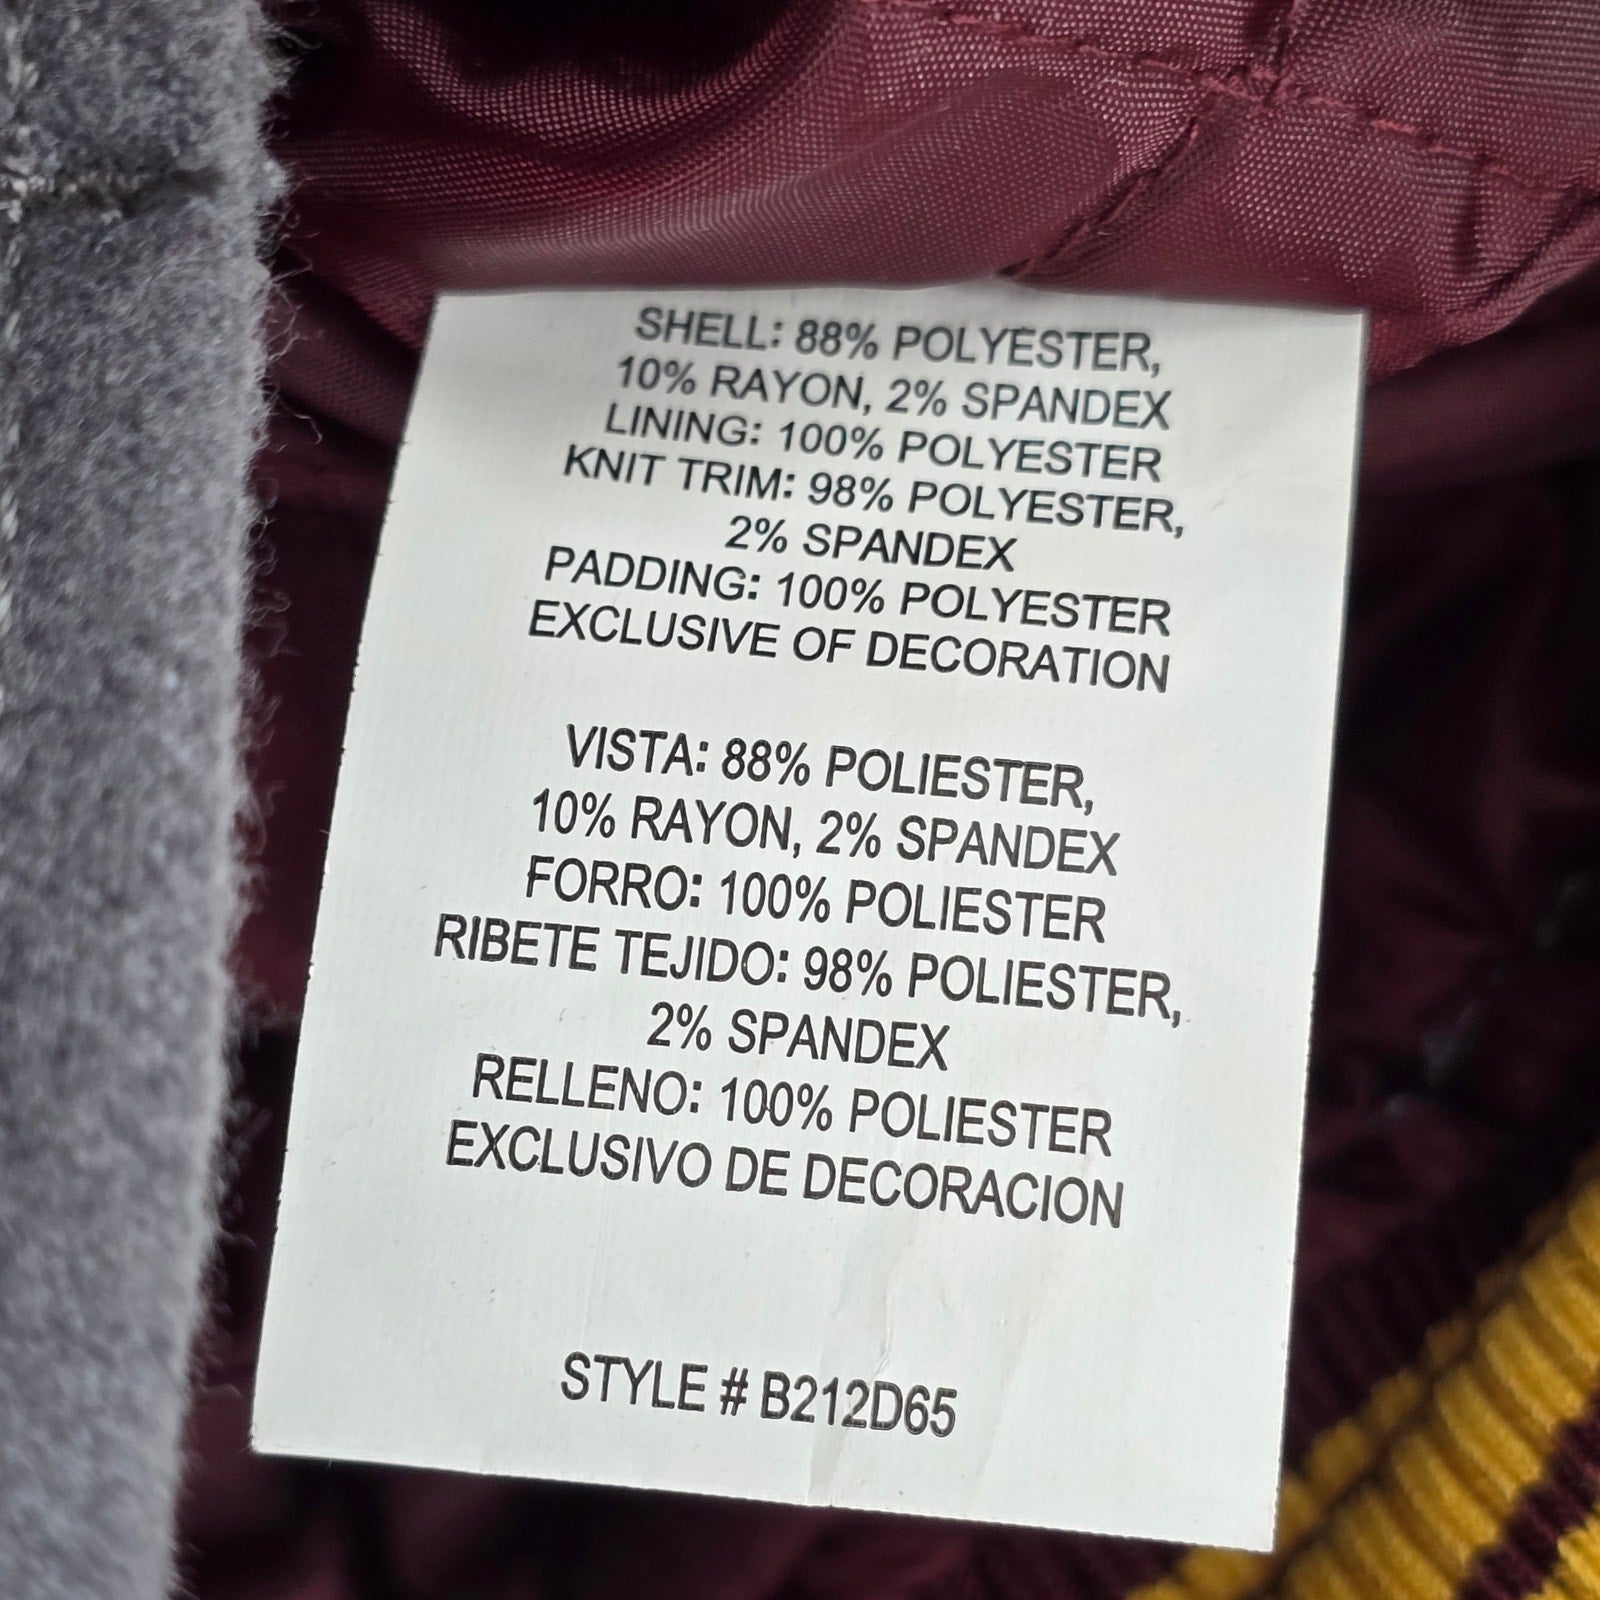 SHELL: 88% POLYESTER,
10% RAYON, 2% SPANDEX
LINING: 100% POLYESTER
KNIT TRIM: 98% POLYESTER,
2% SPANDEX
PADDING: 100% POLYESTER
EXCLUSIVE OF DECORATION
VISTA: 88% POLIESTER,
10% RAYON, 2% SPANDEX
FORRO: 100% POLIESTER
RIBETE TEJIDO: 98% POLIESTER,
2% SPANDEX
RELLENO: 100% POLIESTER
EXCLUSIVO DE DECORACION
STYLE # B212D65